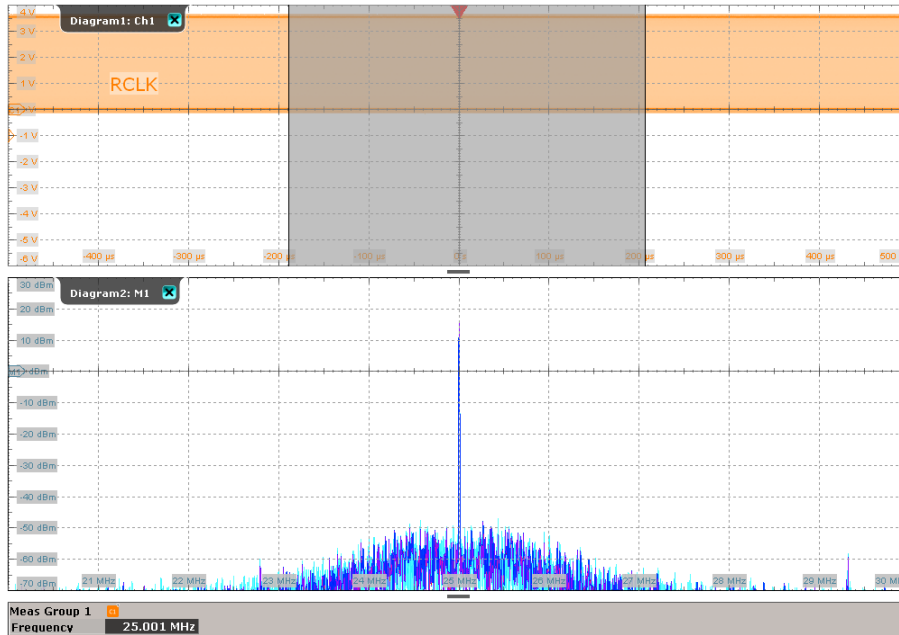 4 V
Diagram1: Ch1
3 V
2 V
1 V
RCLK
-1 V
-2 V
-3 V
-4 V
-5 V
-6 V
-400 µs -300 µs -200 µs -100 µs 0 s 100 µs 200 µs 300 µs 400 µs 500
30 dBm
Diagram2: M1
20 dBm
10 dBm
dBm
-10 dBm
-20 dBm
-30 dBm
-40 dBm
-50 dBm
-60 dBm
-70 dBm
21 MHz 22 MHz 23 MHz 24 MHz 25 MHz 26 MHz 27 MHz 28 MHz 29 MHz 30 MHz
Meas Group 1 C1
Frequency 25.001 MHz